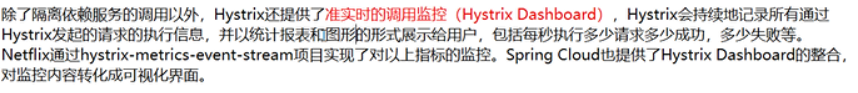 除了隔离依赖服务的调用以外，Hystrix还提供了准实时的调用监控（Hystrix Dashboard），Hystrix会持续地记录所有通过
Hystrix发起的请求的执行信息，并以统计报表和图形的形式展示给用户，包括每秒执行多少请求多少成功，多少失败等。
Netflix通过hystrix-metrics-event-stream项目实现了对以上指标的监控。Spring Cloud也提供了Hystrix Dashboard的整合，
对监控内容转化成可视化界面。